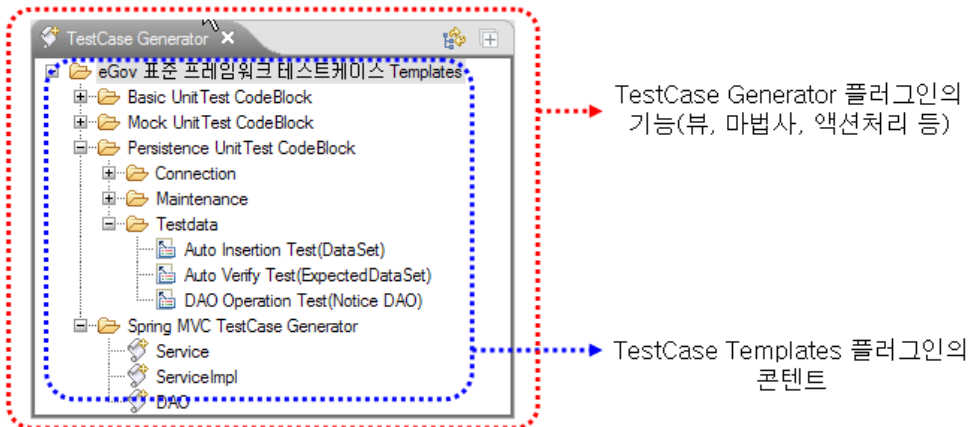 TestCase Generator
eGov 표준 프레임워크 테스트케이스 Templates
Basic UnitTest CodeBlock
Mock UnitTest CodeBlock
Persistence UnitTest CodeBlock
Connection
Maintenance
Testdata
Auto Insertion Test(DataSet)
Auto Verify Test(ExpectedDataSet)
DAO Operation Test(Notice DAO)
Spring MVC TestCase Generator
Service
ServiceImpl
DAO
TestCase Generator 플러그인의
기능(뷰, 마법사, 액션처리 등)
TestCase Templates 플러그인의
콘텐트